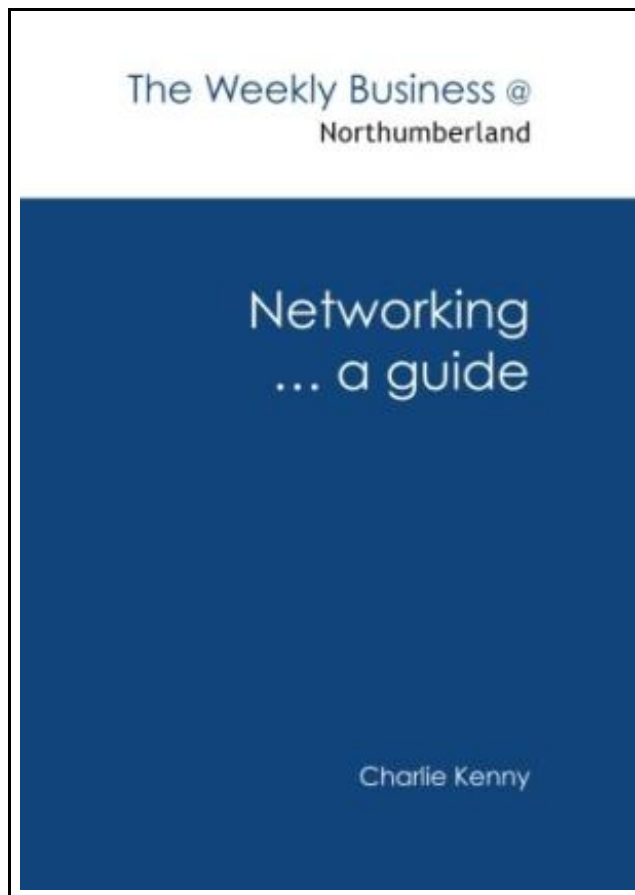 The Weekly Business @
Northumberland
Networking
... a guide
Charlie Kenny